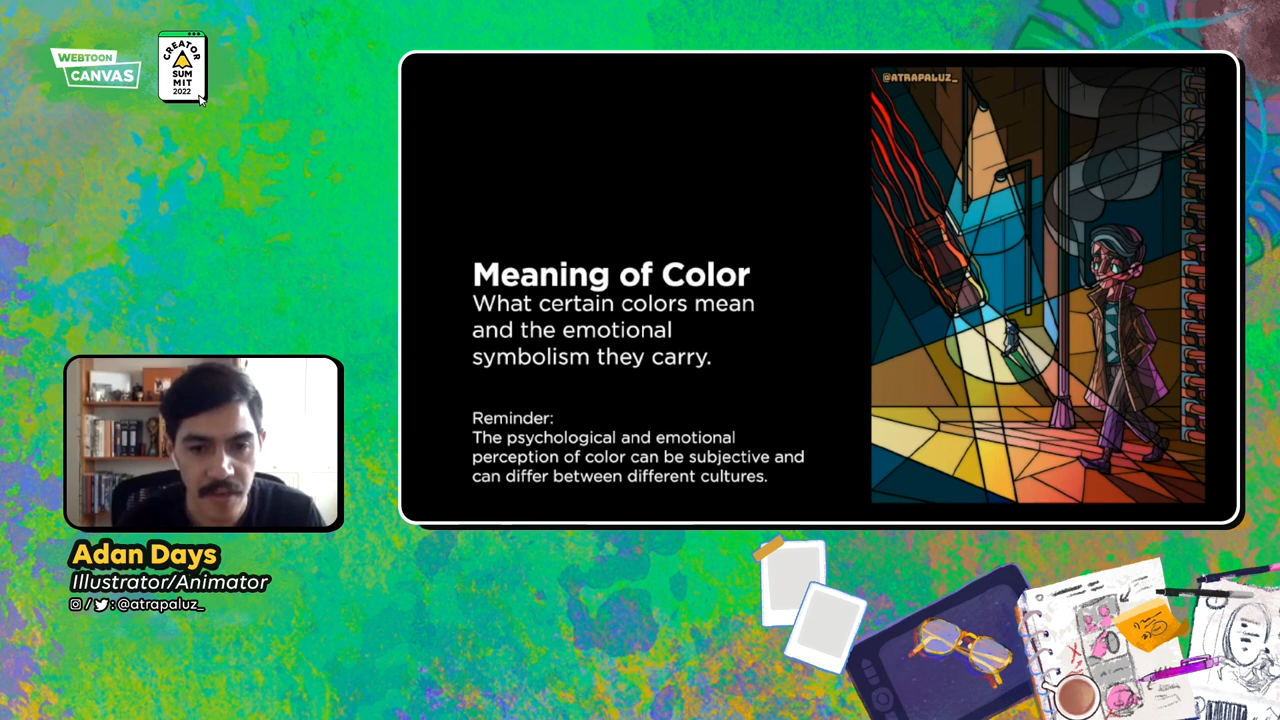 WEBTOON
CANVAS
CREATOR
SUM
MIT
2022
@ATRAPALUZ_
Meaning of Color
What certain colors mean
and the emotional
symbolism they carry.
Reminder:
The psychological and emotional
perception of color can be subjective and
can differ between different cultures.
Adan Days
Illustrator/Animator
/ : @atrapaluz_